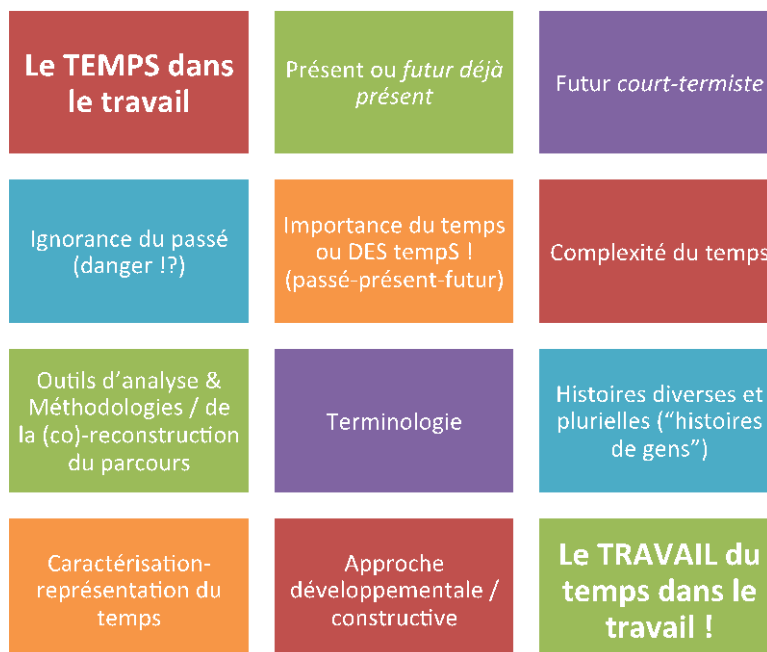 Le TEMPS dans
le travail
Présent ou futur déjà
présent
Futur court-termiste
Ignorance du passé
(danger !?)
Importance du temps
ou DES tempS !
(passé-présent-futur)
Complexité du temps
Outils d’analyse &
Méthodologies / de
la (co)-reconstruction
du parcours
Terminologie
Histoires diverses et
plurielles (“histoires
de gens”)
Caractérisation-
représentation du
temps
Approche
développementale /
constructive
Le TRAVAIL du
temps dans le
travail !